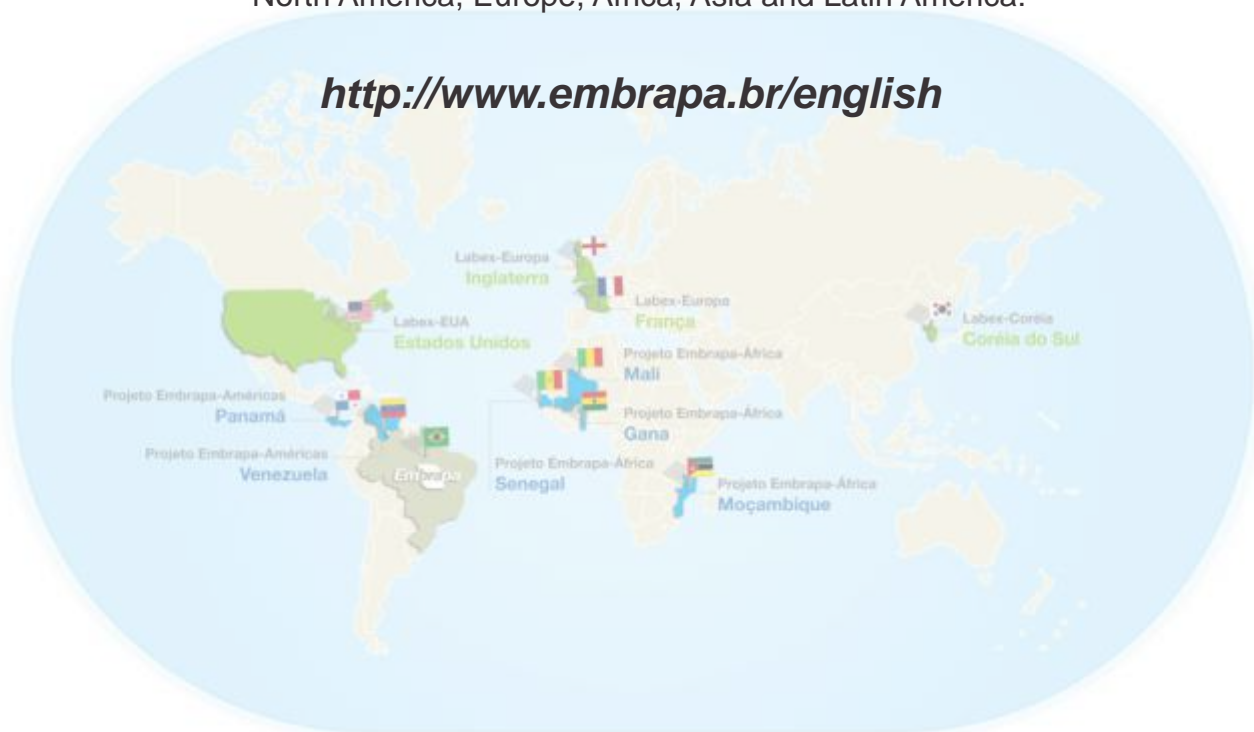 North America, Europe, Africa, Asia and Latin America.
http://www.embrapa.br/english
Labex-Europa
Inglaterra
Labex-Europa
França
Labex-EUA
Estados Unidos
Labex-Coréia
Coréia do Sul
Projeto Embrapa-África
Mali
Projeto Embrapa-Américas
Panamá
Projeto Embrapa-África
Gana
Projeto Embrapa-Américas
Venezuela
Embrapa
Projeto Embrapa-África
Senegal
Projeto Embrapa-África
Moçambique